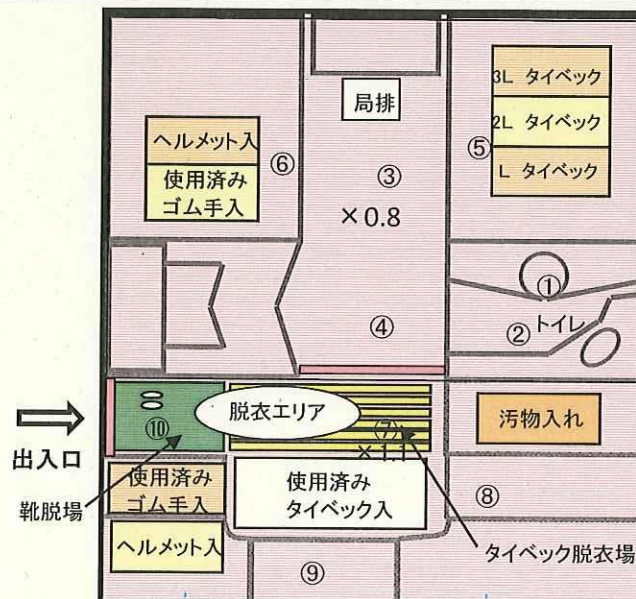 局排
3L タイベック
2L タイベック
L タイベック
⑤
ヘルメット入
使用済み
ゴム手入
⑥
③
×0.8
④
①
② トイレ
出入口
⑩
脱衣エリア
⑦
×1.1
汚物入れ
靴脱場
使用済み
ゴム手入
使用済み
タイベック入
⑧
ヘルメット入
タイベック脱衣場
⑨